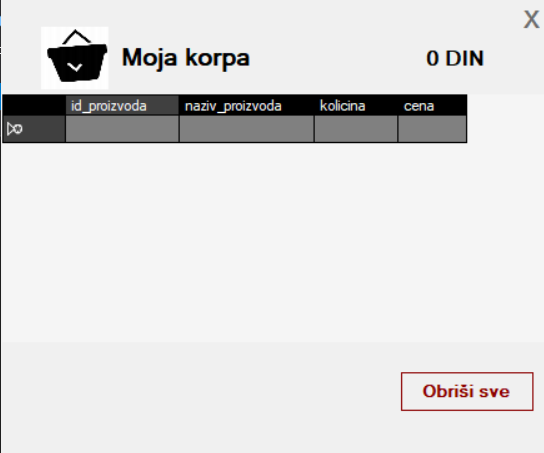 X
Moja korpa 0 DIN
id_proizvoda naziv_proizvoda kolicina cena
Obriši sve